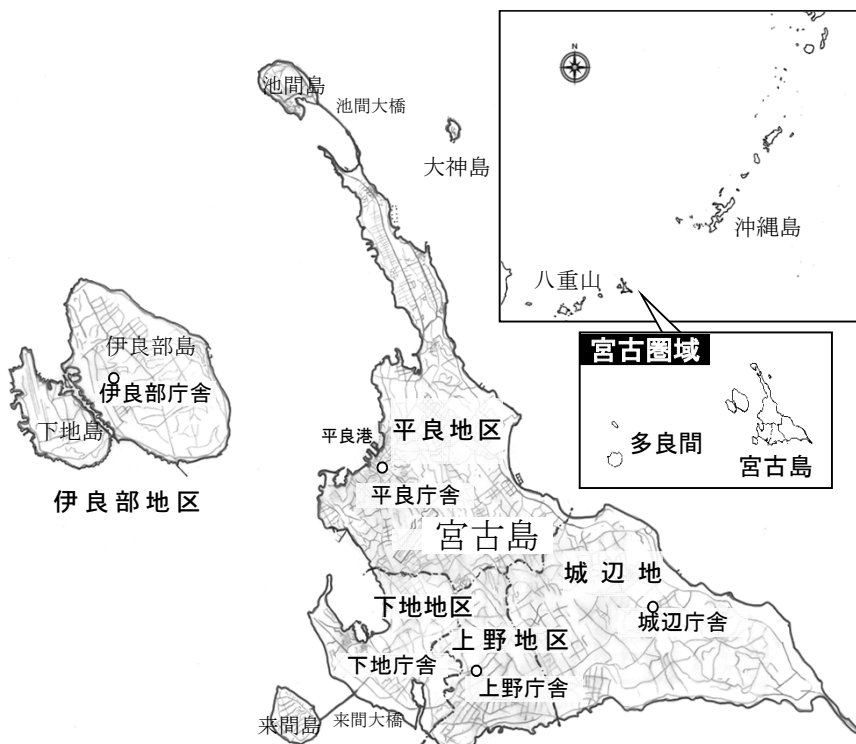 池間島
池間大橋
大神島
N
沖縄島
八重山
宮古圏域
多良間
宮古島
伊良部島
伊良部庁舎
下地島
伊良部地区
平良港
平良地区
平良庁舎
宮古島
城辺地
城辺庁舎
下地地区
上野地区
下地庁舎
上野庁舎
来間島
来間大橋